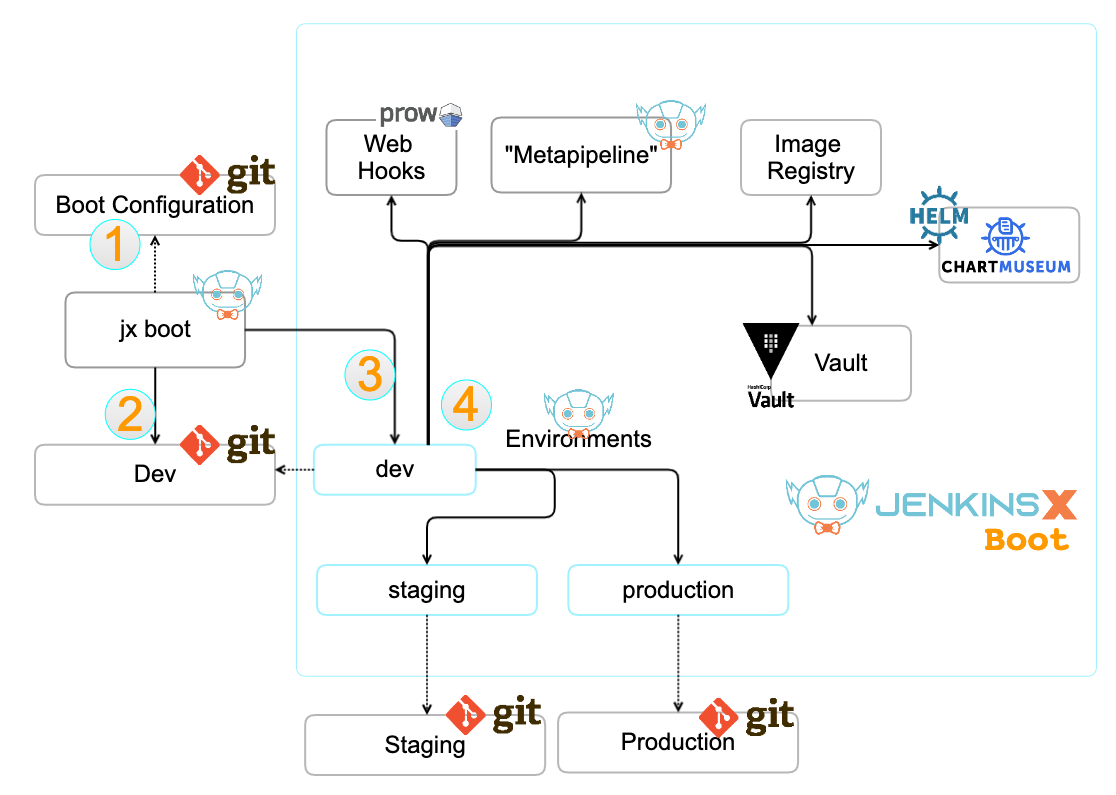 prow
Web
Hooks
"Metapipeline"
Image
Registry
git
Boot Configuration
1
HELM
CHARTMUSEUM
jx boot
3
2
4
Vault
HashiCorp
Vault
Environments
git
Dev
dev
JENKINS X
Boot
staging
production
git
Staging
git
Production